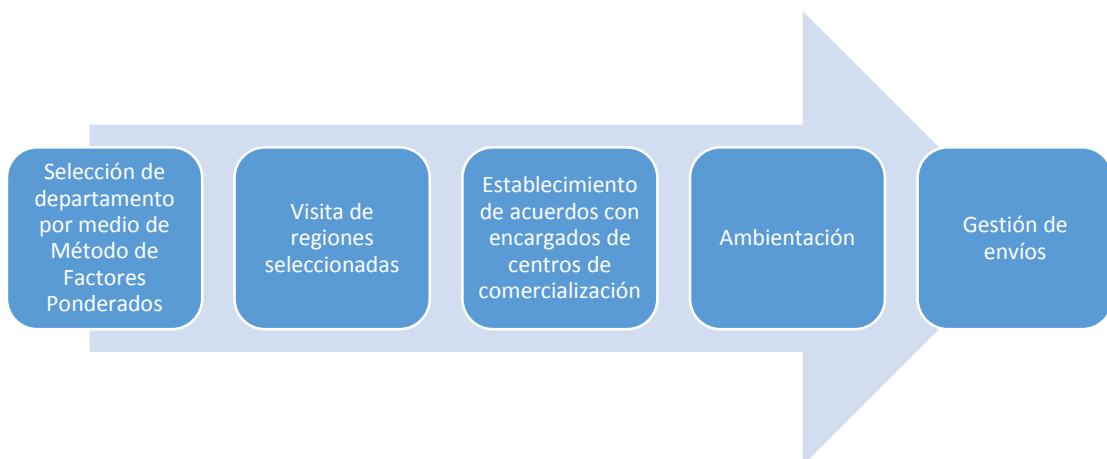 Selección de
departamento
por medio de
Método de
Factores
Ponderados
Visita de
regiones
seleccionadas
Establecimiento
de acuerdos con
encargados de
centros de
comercialización
Ambientación
Gestión de
envíos